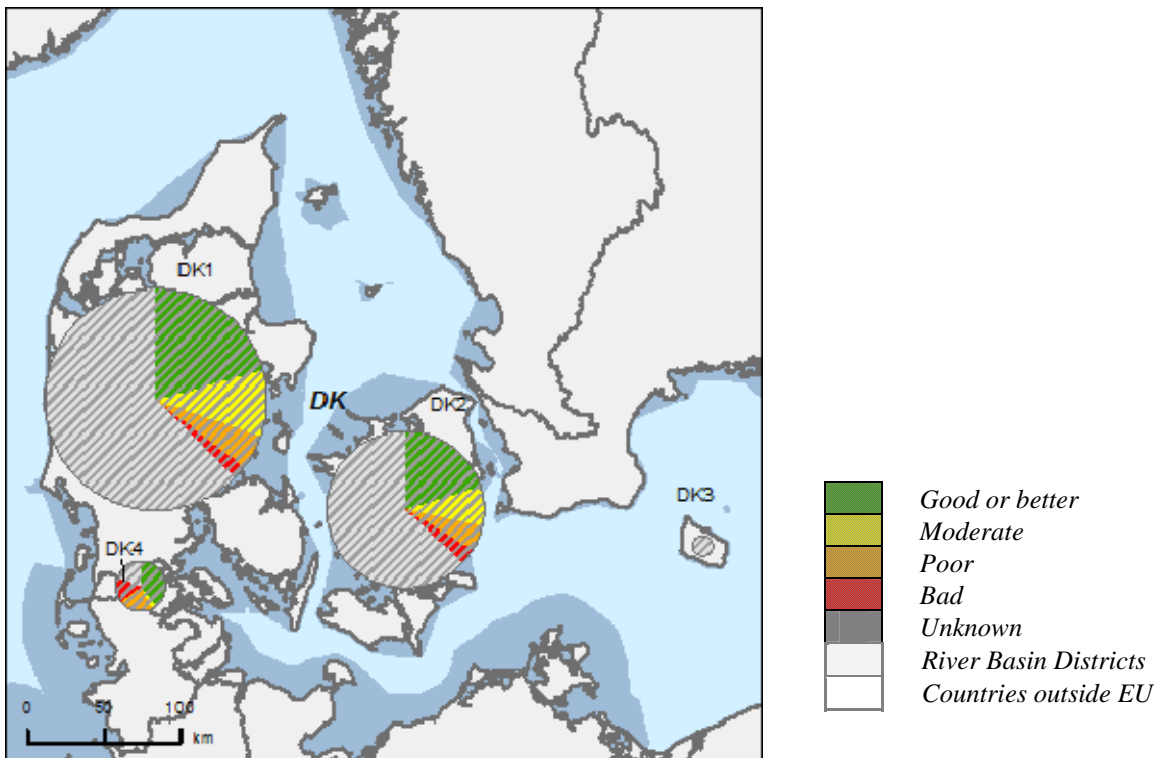 DK1
DK
DK2
DK3
DK4
0 50 100
km
Good or better
Moderate
Poor
Bad
Unknown
River Basin Districts
Countries outside EU